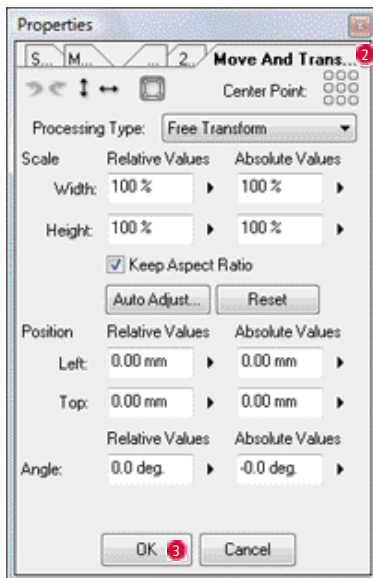 Properties
S... M... ... 2.. Move And Trans... 2
Center Point:
Processing Type: Free Transform
Scale Relative Values Absolute Values
Width: 100 % 100 %
Height: 100 % 100 %
Keep Aspect Ratio
Auto Adjust... Reset
Position Relative Values Absolute Values
Left: 0.00 mm 0.00 mm
Top: 0.00 mm 0.00 mm
Relative Values Absolute Values
Angle: 0.0 deg. -0.0 deg.
OK 3 Cancel